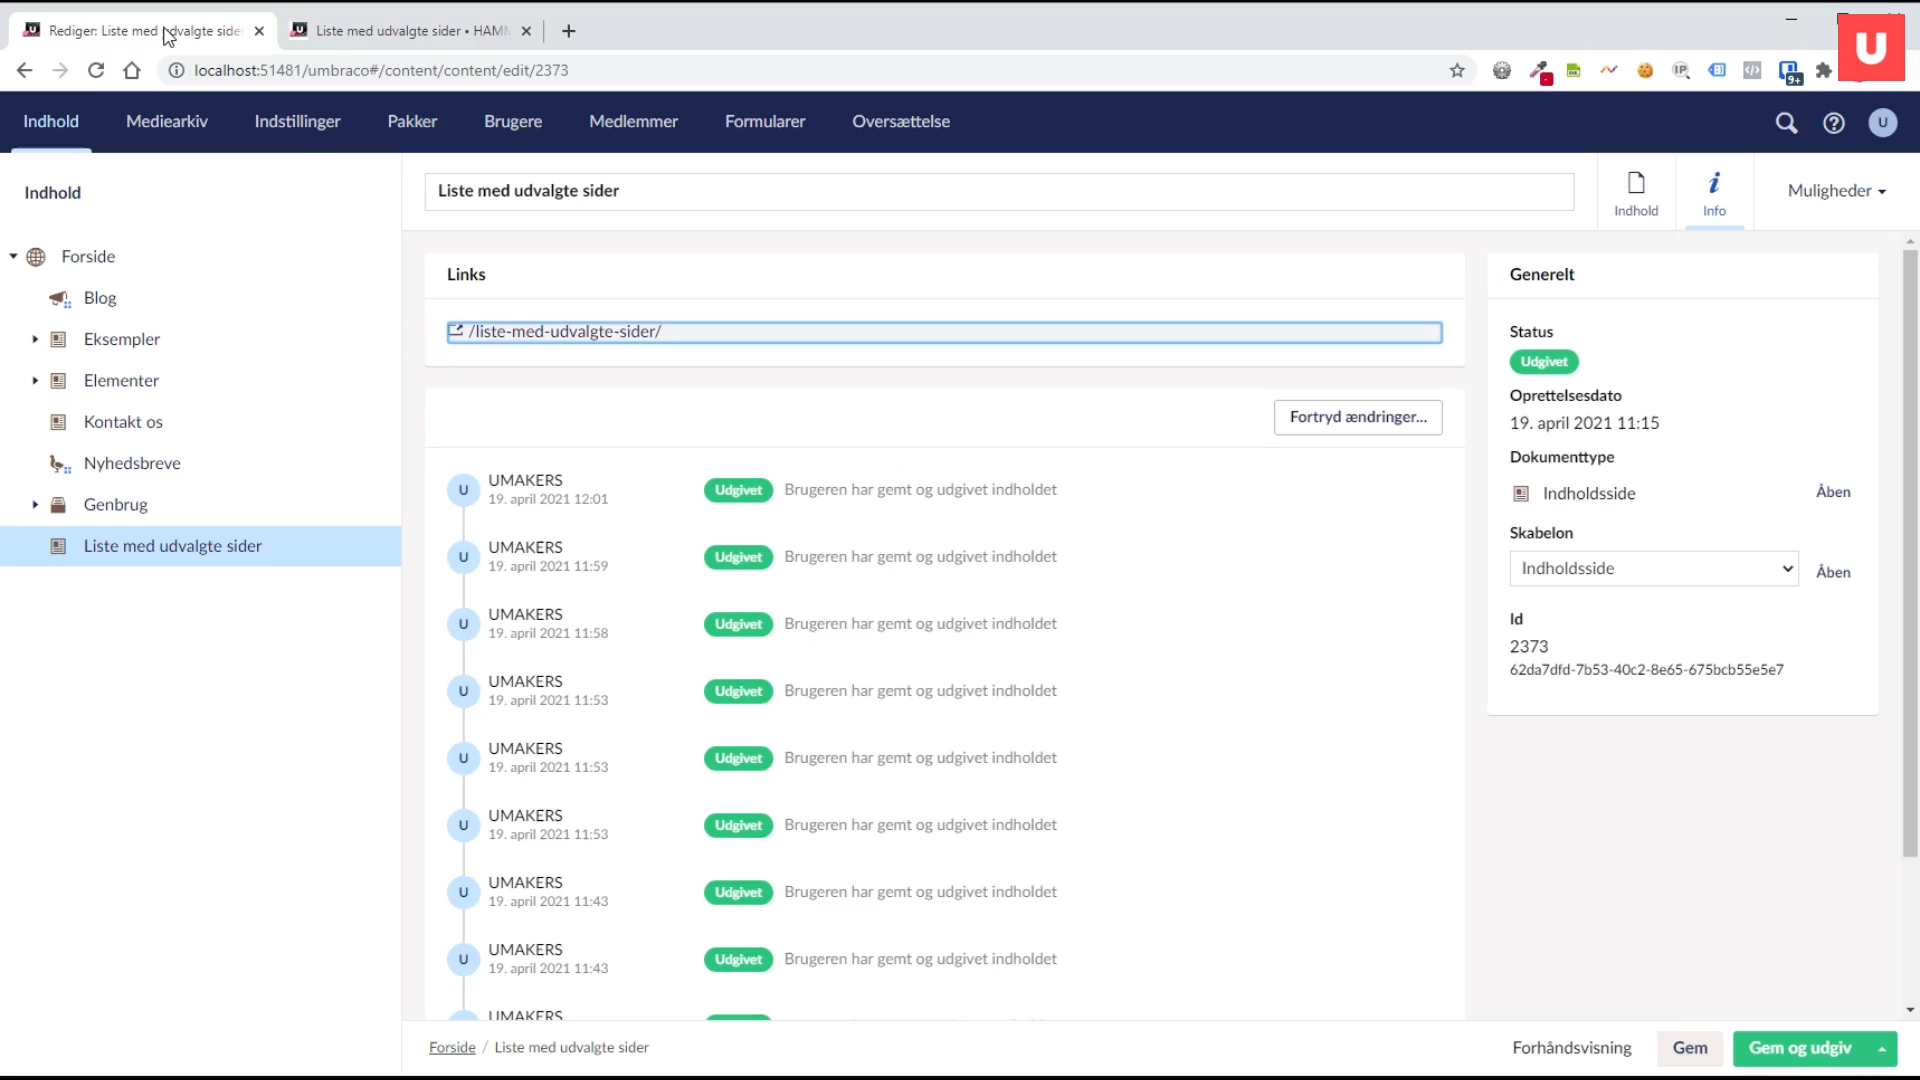 Rediger: Liste med udvalgte side
Liste med udvalgte sider • HAMM
U
localhost:51481/umbraco#/content/content/edit/2373
IP
9+
Indhold
Mediearkiv
Indstillinger
Pakker
Brugere
Medlemmer
Formularer
Oversættelse
U
Indhold
Forside
Blog
Eksempler
Elementer
Kontakt os
Nyhedsbreve
Genbrug
Liste med udvalgte sider
Liste med udvalgte sider
Indhold
Info
Muligheder
Links
/liste-med-udvalgte-sider/
Fortryd ændringer...
U
UMAKERS
19. april 2021 12:01
Udgivet
Brugeren har gemt og udgivet indholdet
U
UMAKERS
19. april 2021 11:59
Udgivet
Brugeren har gemt og udgivet indholdet
U
UMAKERS
19. april 2021 11:58
Udgivet
Brugeren har gemt og udgivet indholdet
U
UMAKERS
19. april 2021 11:53
Udgivet
Brugeren har gemt og udgivet indholdet
U
UMAKERS
19. april 2021 11:53
Udgivet
Brugeren har gemt og udgivet indholdet
U
UMAKERS
19. april 2021 11:53
Udgivet
Brugeren har gemt og udgivet indholdet
U
UMAKERS
19. april 2021 11:43
Udgivet
Brugeren har gemt og udgivet indholdet
U
UMAKERS
19. april 2021 11:43
Udgivet
Brugeren har gemt og udgivet indholdet
UMAKERS
Generelt
Status
Udgivet
Oprettelsesdato
19. april 2021 11:15
Dokumenttype
Indholdsside
Åben
Skabelon
Indholdsside
Åben
Id
2373
62da7dfd-7b53-40c2-8e65-675bcb55e5e7
Forside / Liste med udvalgte sider
Forhåndsvisning
Gem
Gem og udgiv